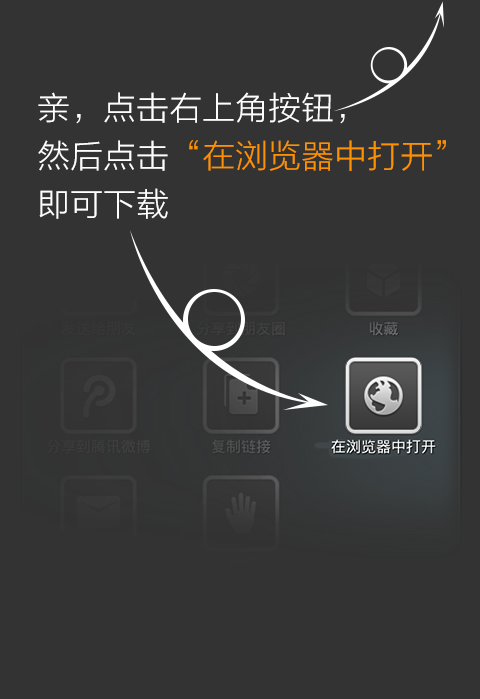 亲，点击右上角按钮，
然后点击“在浏览器中打开”
即可下载
分享到朋友圈
收藏
分享到腾讯微博
复制链接
在浏览器中打开